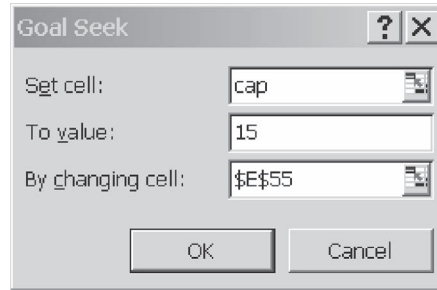 Goal Seek ? X
Set cell: cap
To value: 15
By changing cell: $E$55
OK Cancel